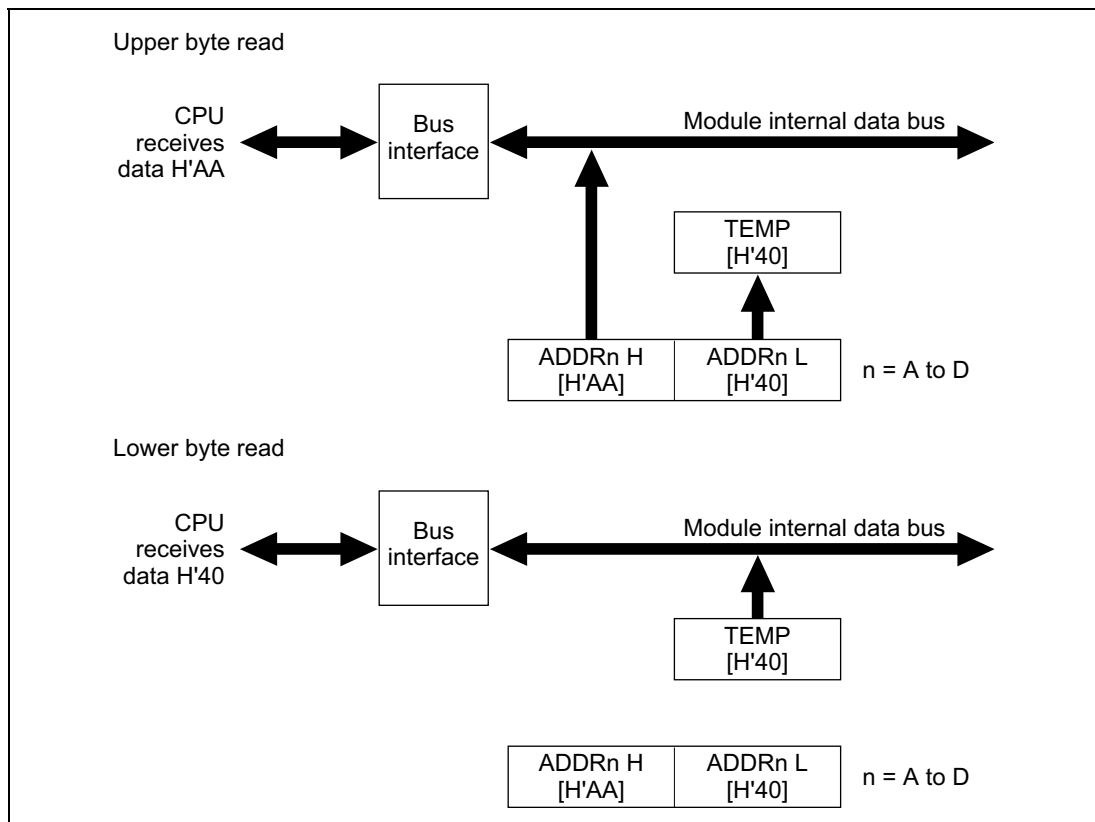 Upper byte read
CPU
receives
data H'AA
Bus
interface
Module internal data bus
TEMP
[H'40]
ADDRn H
[H'AA]
ADDRn L
[H'40]
n = A to D
Lower byte read
CPU
receives
data H'40
Bus
interface
Module internal data bus
TEMP
[H'40]
ADDRn H
[H'AA]
ADDRn L
[H'40]
n = A to D